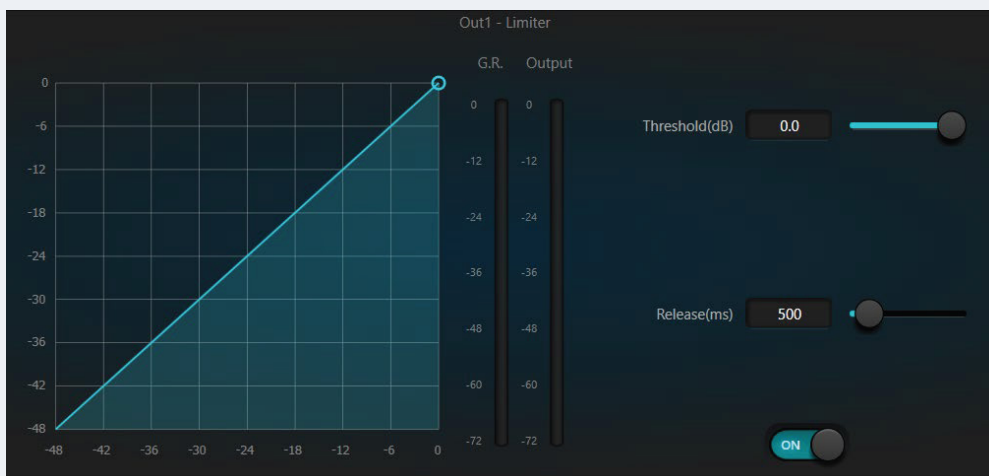 Out1 - Limiter
G.R. Output
0
-6
-12
-18
-24
-30
-36
-42
-48
-48 -42 -36 -30 -24 -18 -12 -6 0
0 0
-12 -12
-24 -24
-36 -36
-48 -48
-60 -60
-72 -72
Threshold(dB) 0.0
Release(ms) 500
ON